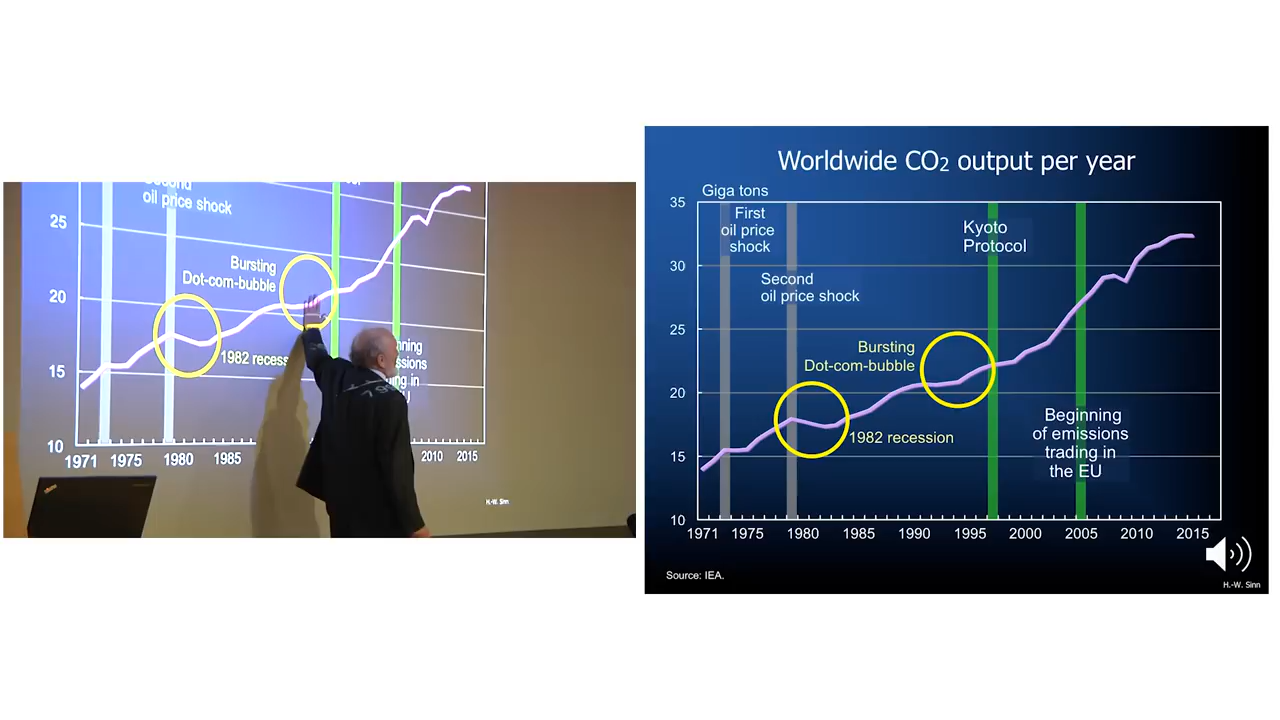 Second
oil price shock
25
Bursting
Dot-com-bubble
20
1982
15
10
1971 1975 1980 1985
2010 2015
H.-W. Sinn
Worldwide CO2 output per year
Giga tons
35
First
oil price
shock
Kyoto
Protocol
30
Second
oil price shock
25
Bursting
Dot-com-bubble
20
1982 recession
Beginning
of emissions
trading in
the EU
15
10
1971 1975 1980 1985 1990 1995 2000 2005 2010 2015
Source: IEA.
H.-W. Sinn